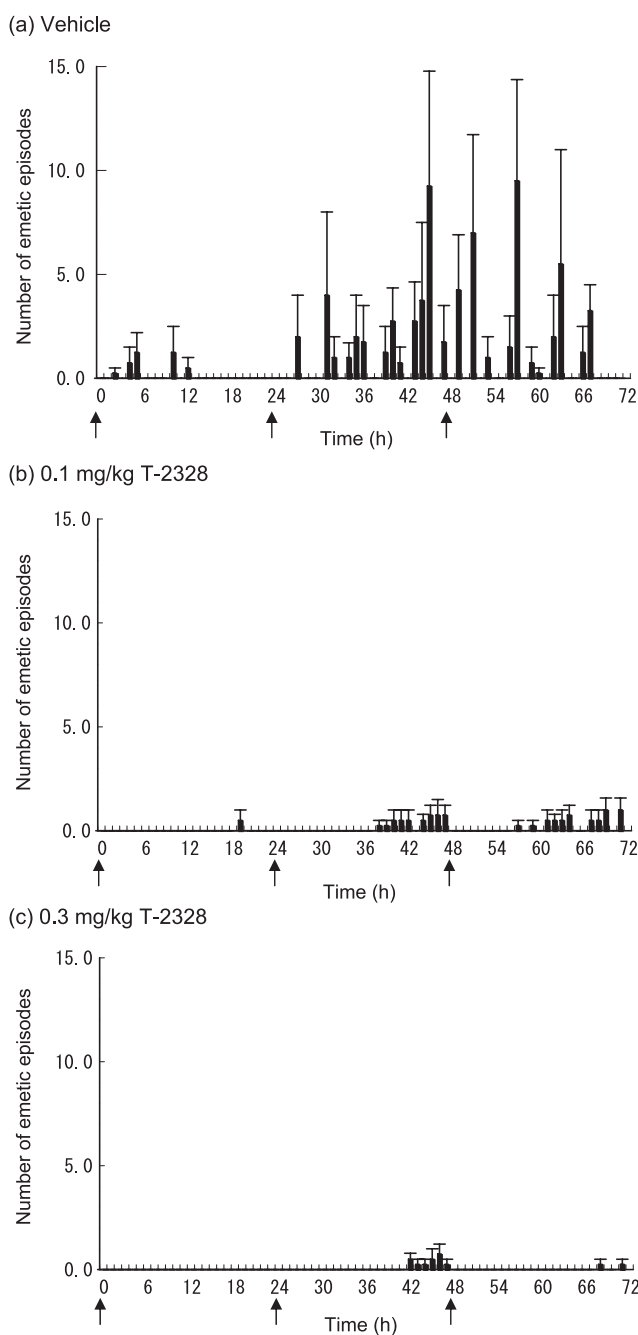 (a) Vehicle
15.0
10.0
5.0
0.0
Number of emetic episodes
0 6 12 18 24 30 36 42 48 54 60 66 72
Time (h)
(b) 0.1 mg/kg T-2328
15.0
10.0
5.0
0.0
Number of emetic episodes
0 6 12 18 24 30 36 42 48 54 60 66 72
Time (h)
(c) 0.3 mg/kg T-2328
15.0
10.0
5.0
0.0
Number of emetic episodes
0 6 12 18 24 30 36 42 48 54 60 66 72
Time (h)